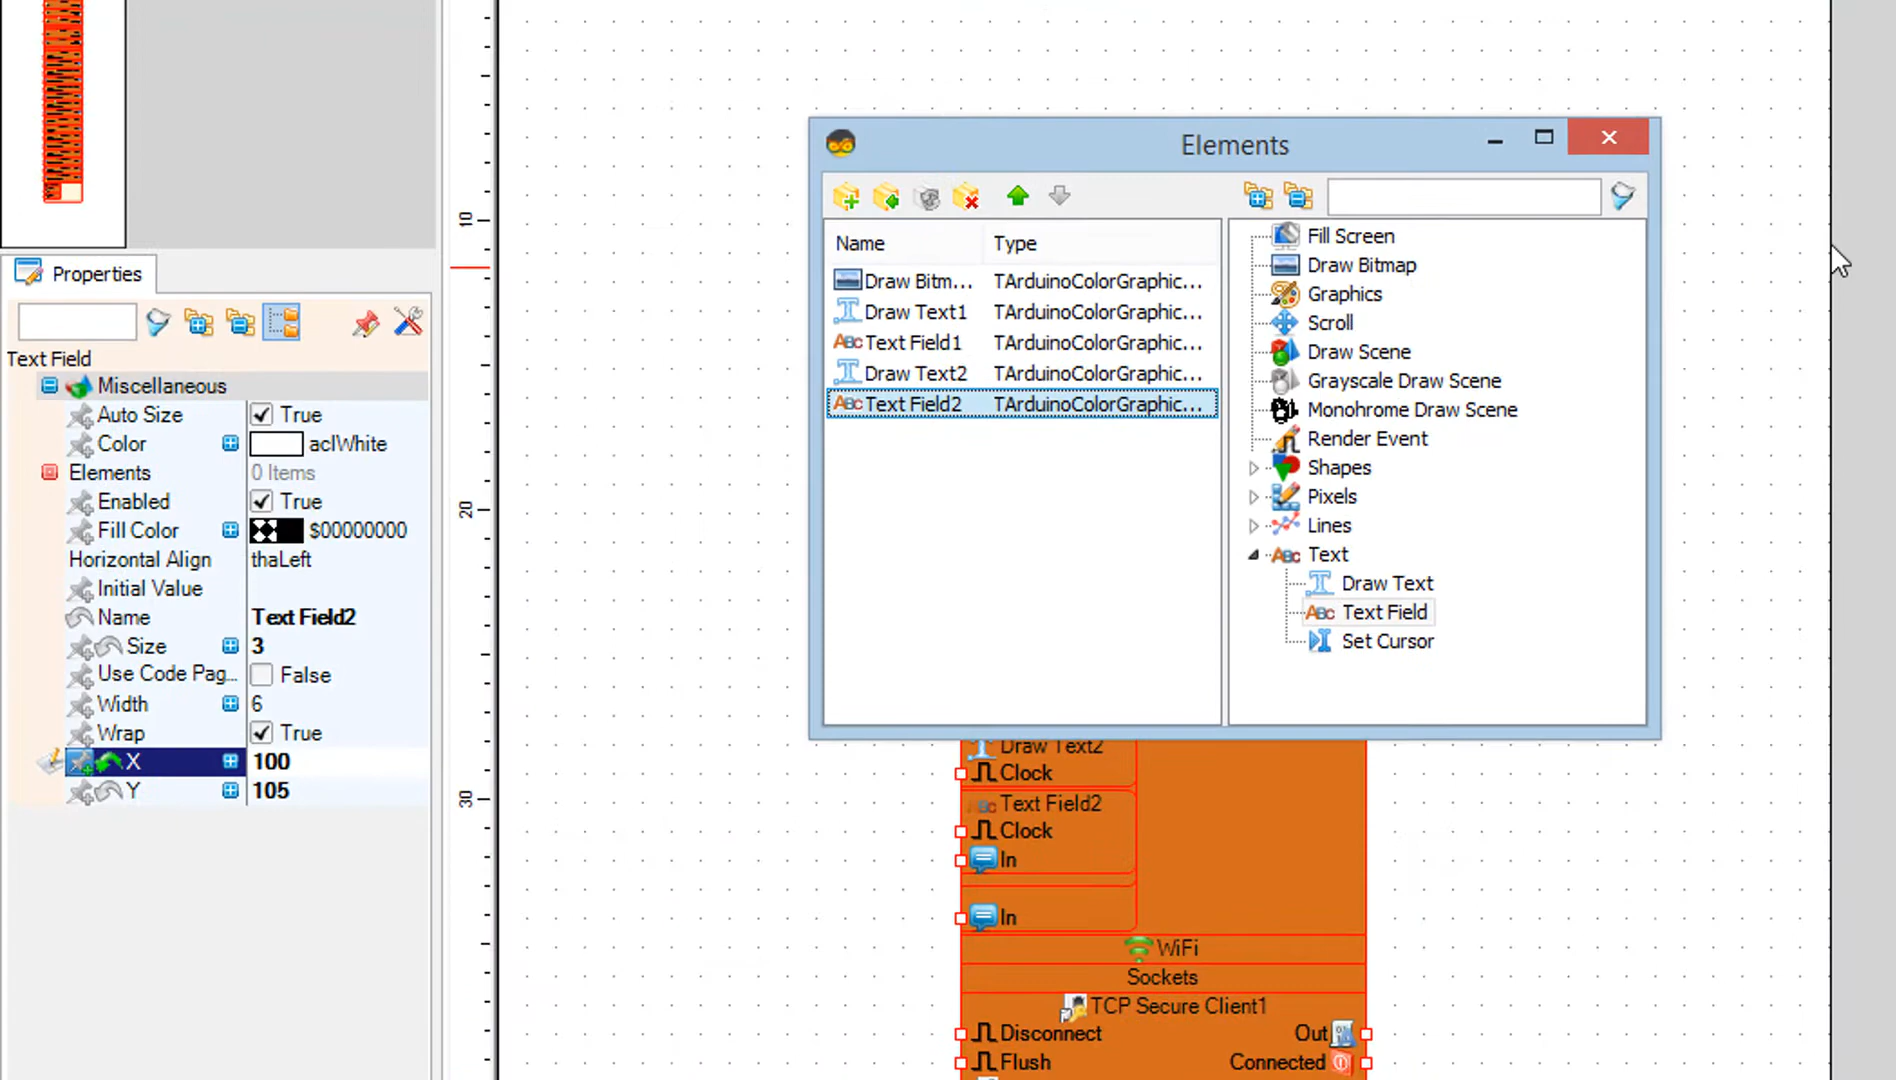 Properties
Text Field
Miscellaneous
Auto Size True
Color aclWhite
Elements 0 Items
Enabled True
Fill Color $00000000
Horizontal Align thaLeft
Initial Value
Name Text Field2
Size 3
Use Code Pag... False
Width 6
Wrap True
X 100
Y 105
10
20
30
Elements
Name Type
Draw Bitm... TArduinoColorGraphic...
Draw Text1 TArduinoColorGraphic...
Text Field1 TArduinoColorGraphic...
Draw Text2 TArduinoColorGraphic...
Text Field2 TArduinoColorGraphic...
Fill Screen
Draw Bitmap
Graphics
Scroll
Draw Scene
Grayscale Draw Scene
Monochrome Draw Scene
Render Event
Shapes
Pixels
Lines
Text
Draw Text
Text Field
Set Cursor
Draw Text2
Clock
Text Field2
Clock
In
In
WiFi
Sockets
TCP Secure Client1
Disconnect Out
Flush Connected